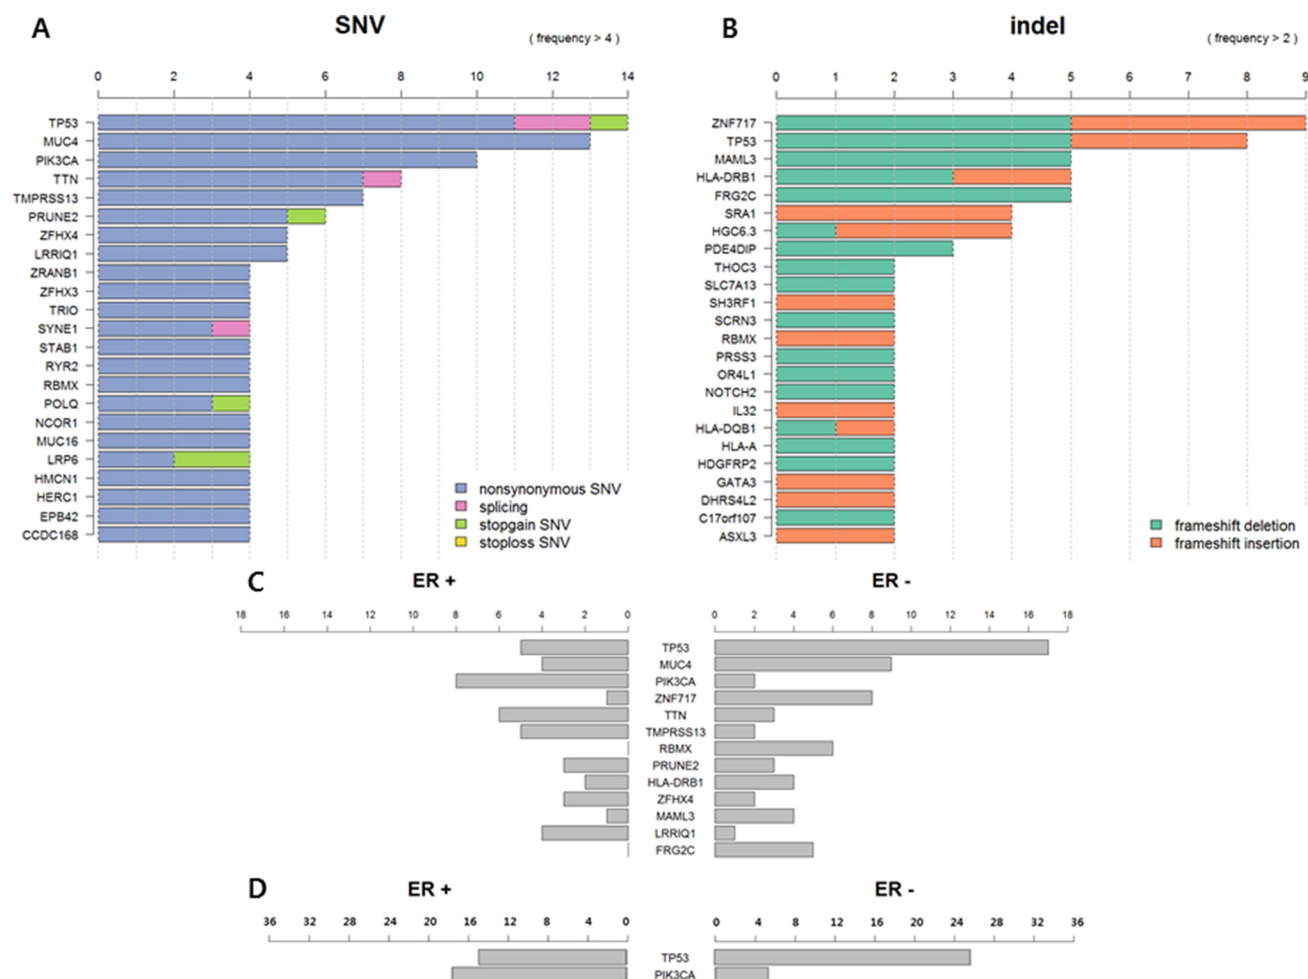 A SNV ( frequency > 4 )
0 2 4 6 8 10 12 14
TP53
MUC4
PIK3CA
TTN
TMPRSS13
PRUNE2
ZFHX4
LRRIQ1
ZRANB1
ZFHX3
TRIO
SYNE1
STAB1
RYR2
RBMX
POLQ
NCOR1
MUC16
LRP6
HMCN1
HERC1
EPB42
CCDC168
nonsynonymous SNV
splicing
stopgain SNV
stoploss SNV
B indel ( frequency > 2 )
0 1 2 3 4 5 6 7 8 9
ZNF717
TP53
MAML3
HLA-DRB1
FRG2C
SRA1
HGC6.3
PDE4DIP
THOC3
SLC7A13
SH3RF1
SCRN3
RBMX
PRSS3
OR4L1
NOTCH2
IL32
HLA-DQB1
HLA-A
HDGFRP2
GATA3
DHRS4L2
C17orf107
ASXL3
frameshift deletion
frameshift insertion
C ER + ER -
18 16 14 12 10 8 6 4 2 0 0 2 4 6 8 10 12 14 16 18
TP53
MUC4
PIK3CA
ZNF717
TTN
TMPRSS13
RBMX
PRUNE2
HLA-DRB1
ZFHX4
MAML3
LRRIQ1
FRG2C
D ER + ER -
36 32 28 24 20 16 12 8 4 0 0 4 8 12 16 20 24 28 32 36
TP53
PIK3CA